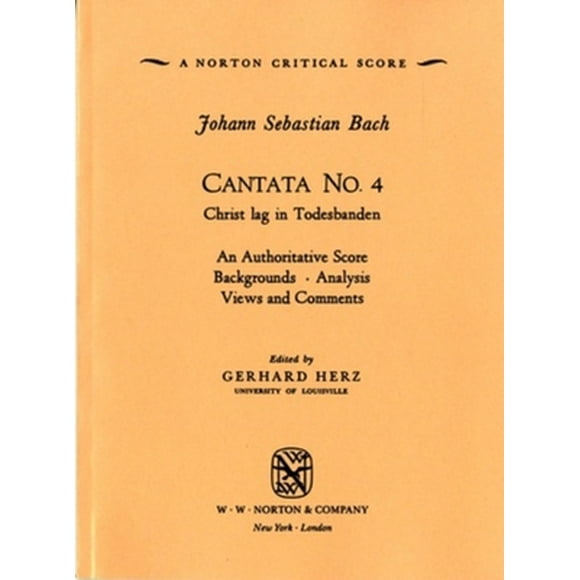 A NORTON CRITICAL SCORE
Johann Sebastian Bach
CANTATA NO. 4
Christ lag in Todesbanden
An Authoritative Score
Backgrounds · Analysis
Views and Comments
Edited by
GERHARD HERZ
UNIVERSITY OF LOUISVILLE
W · W · NORTON & COMPANY
New York · London